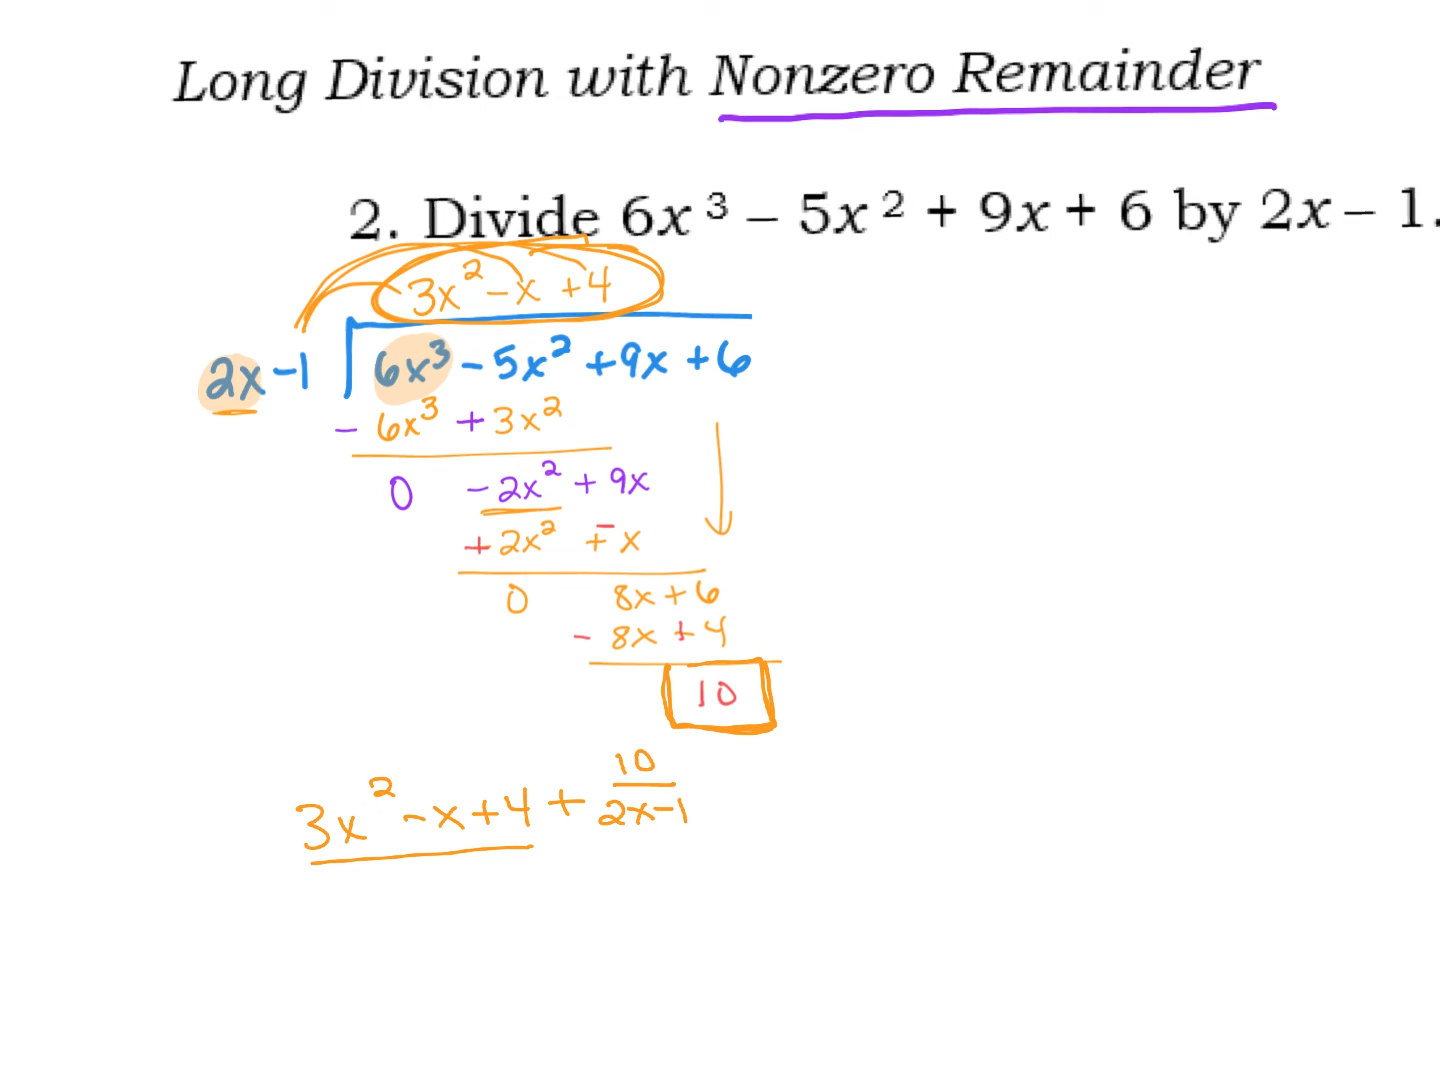 Long Division with Nonzero Remainder
2. Divide 6x³ – 5x² + 9x + 6 by 2x – 1.
3x² - x + 4
2x - 1 6x³ - 5x² + 9x + 6
- 6x³ + 3x²
0 - 2x² + 9x
+ 2x² + - x
0 8x + 6
- 8x + 4
10
10
3x² - x + 4 + 2x - 1